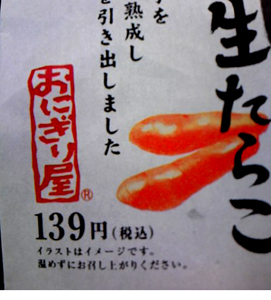 生たらこ
を
熟成し
を引き出しました
おにぎり屋®
139円(税込)
イラストはイメージです。
温めずにお召し上がりください。